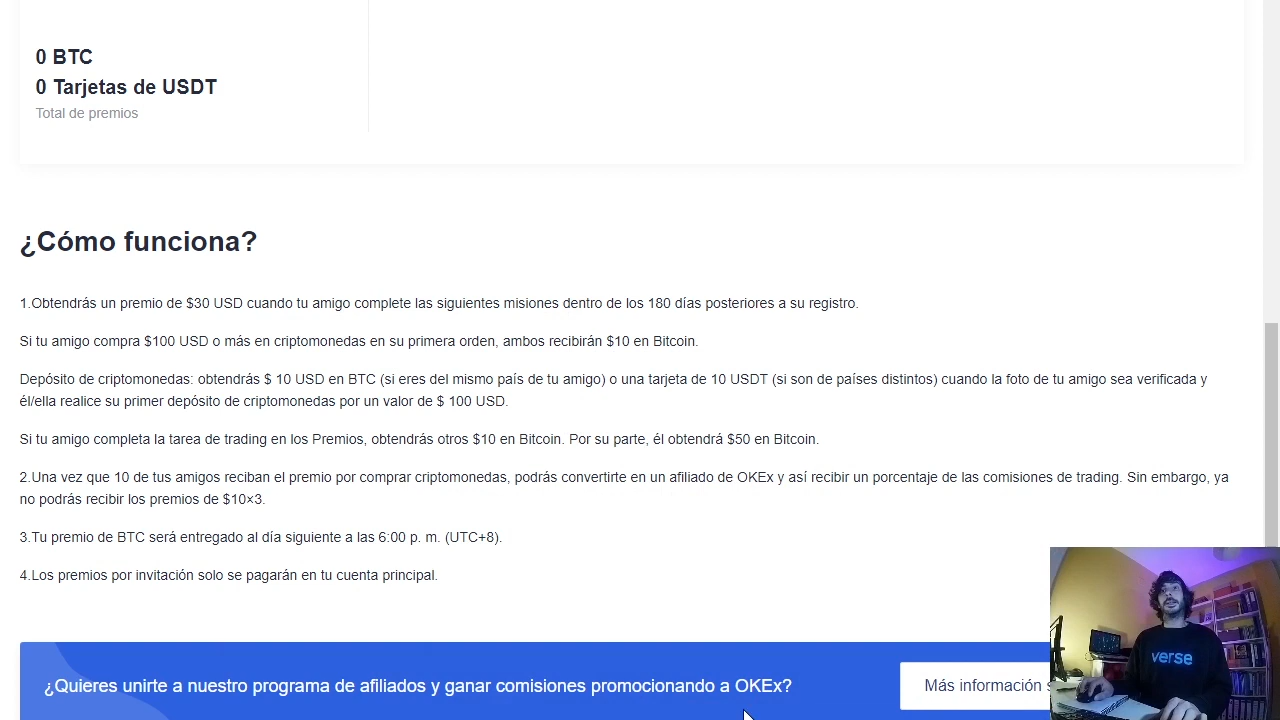 0 BTC
0 Tarjetas de USDT
Total de premios
¿Cómo funciona?
1.Obtendrás un premio de $30 USD cuando tu amigo complete las siguientes misiones dentro de los 180 días posteriores a su registro.
Si tu amigo compra $100 USD o más en criptomonedas en su primera orden, ambos recibirán $10 en Bitcoin.
Depósito de criptomonedas: obtendrás $ 10 USD en BTC (si eres del mismo país de tu amigo) o una tarjeta de 10 USDT (si son de países distintos) cuando la foto de tu amigo sea verificada y
él/ella realice su primer depósito de criptomonedas por un valor de $ 100 USD.
Si tu amigo completa la tarea de trading en los Premios, obtendrás otros $10 en Bitcoin. Por su parte, él obtendrá $50 en Bitcoin.
2.Una vez que 10 de tus amigos reciban el premio por comprar criptomonedas, podrás convertirte en un afiliado de OKEx y así recibir un porcentaje de las comisiones de trading. Sin embargo, ya
no podrás recibir los premios de $10×3.
3.Tu premio de BTC será entregado al día siguiente a las 6:00 p. m. (UTC+8).
4.Los premios por invitación solo se pagarán en tu cuenta principal.
¿Quieres unirte a nuestro programa de afiliados y ganar comisiones promocionando a OKEx?
Más información
verse